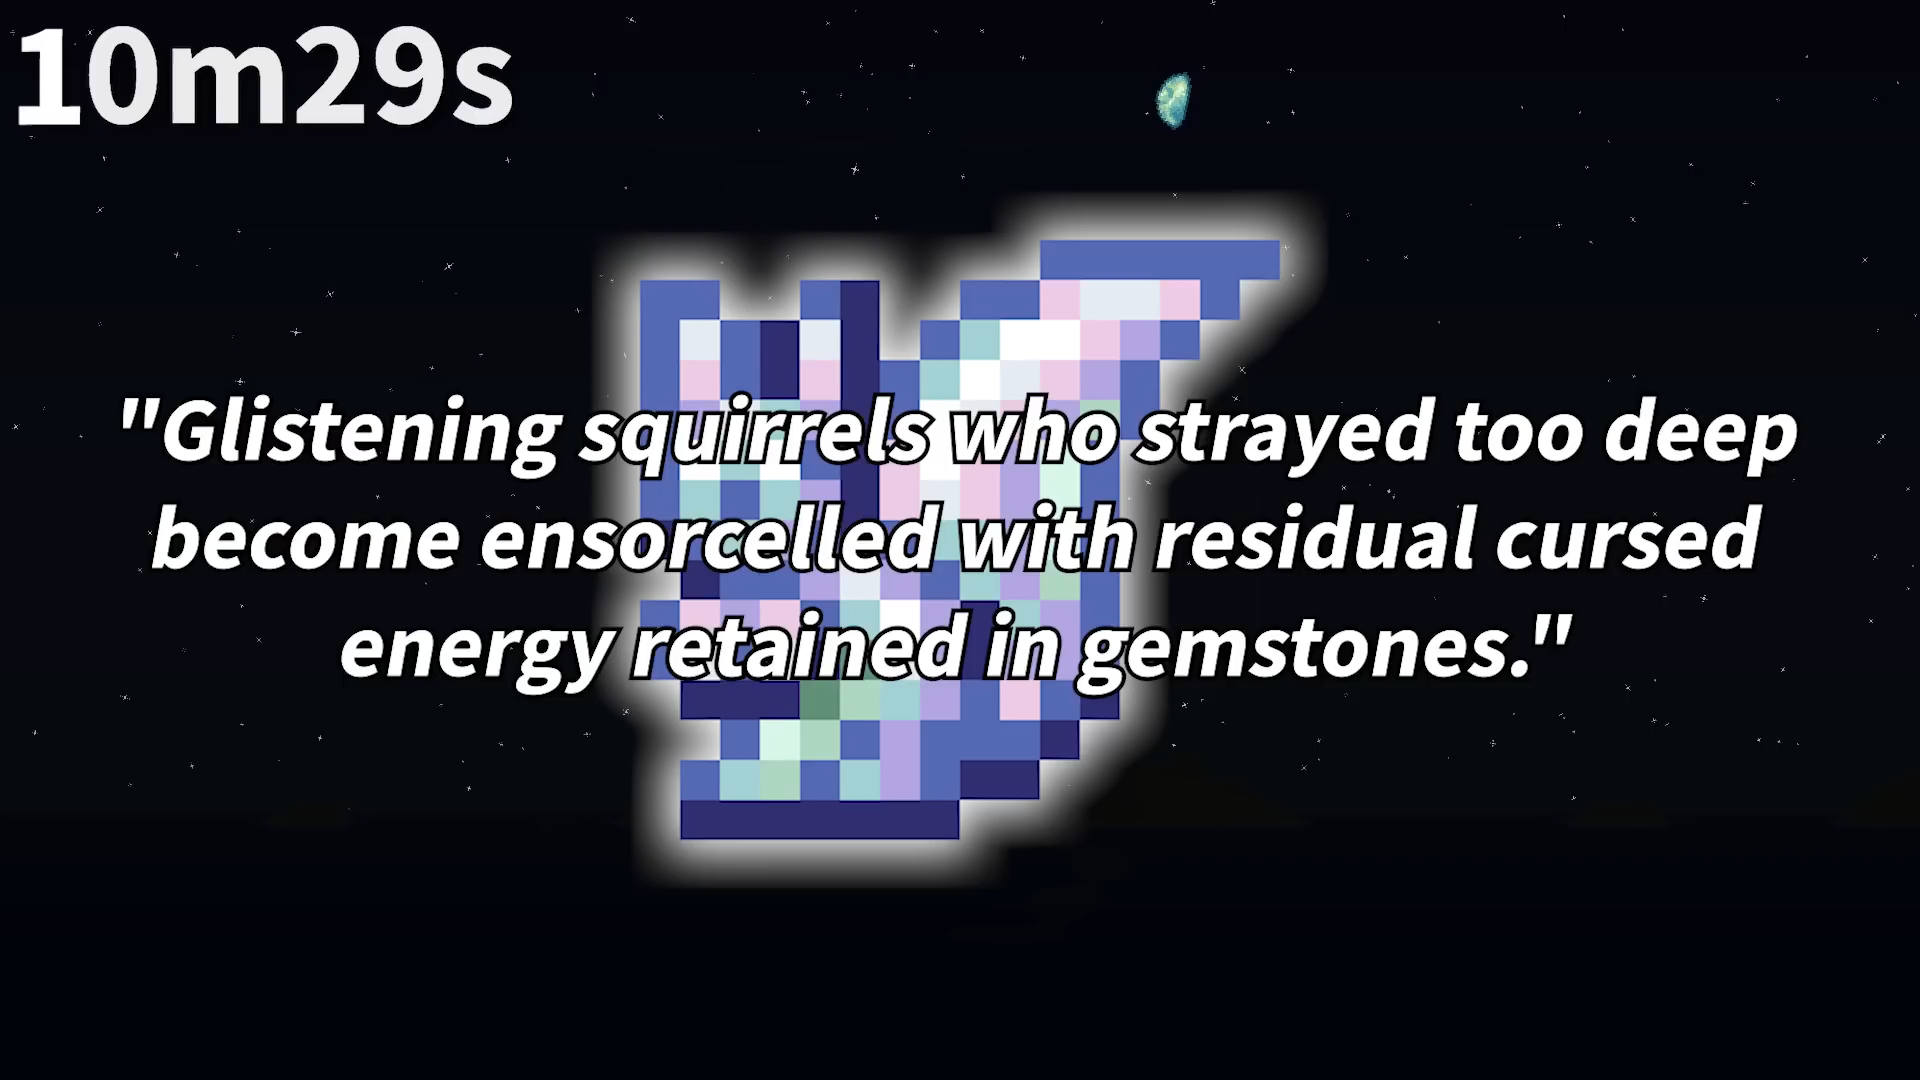 10m29s
"Glistening squirrels who strayed too deep
become ensorcelled with residual cursed
energy retained in gemstones."